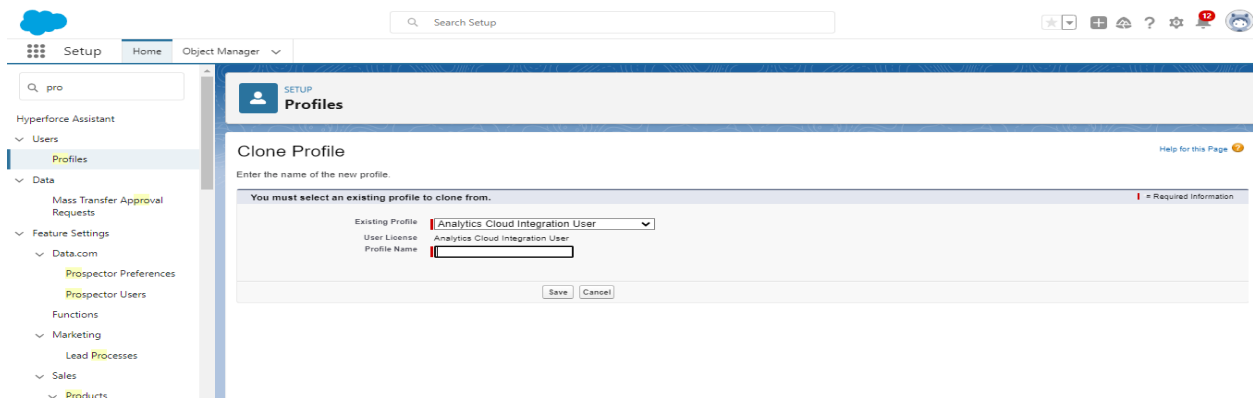 Search Setup
12
Setup
Home
Object Manager
pro
Hyperforce Assistant
Users
Profiles
Data
Mass Transfer Approval
Requests
Feature Settings
Data.com
Prospector Preferences
Prospector Users
Functions
Marketing
Lead Processes
Sales
Products
SETUP
Profiles
Clone Profile
Help for this Page ?
Enter the name of the new profile.
You must select an existing profile to clone from.
= Required Information
Existing Profile Analytics Cloud Integration User
User License Analytics Cloud Integration User
Profile Name
Save Cancel